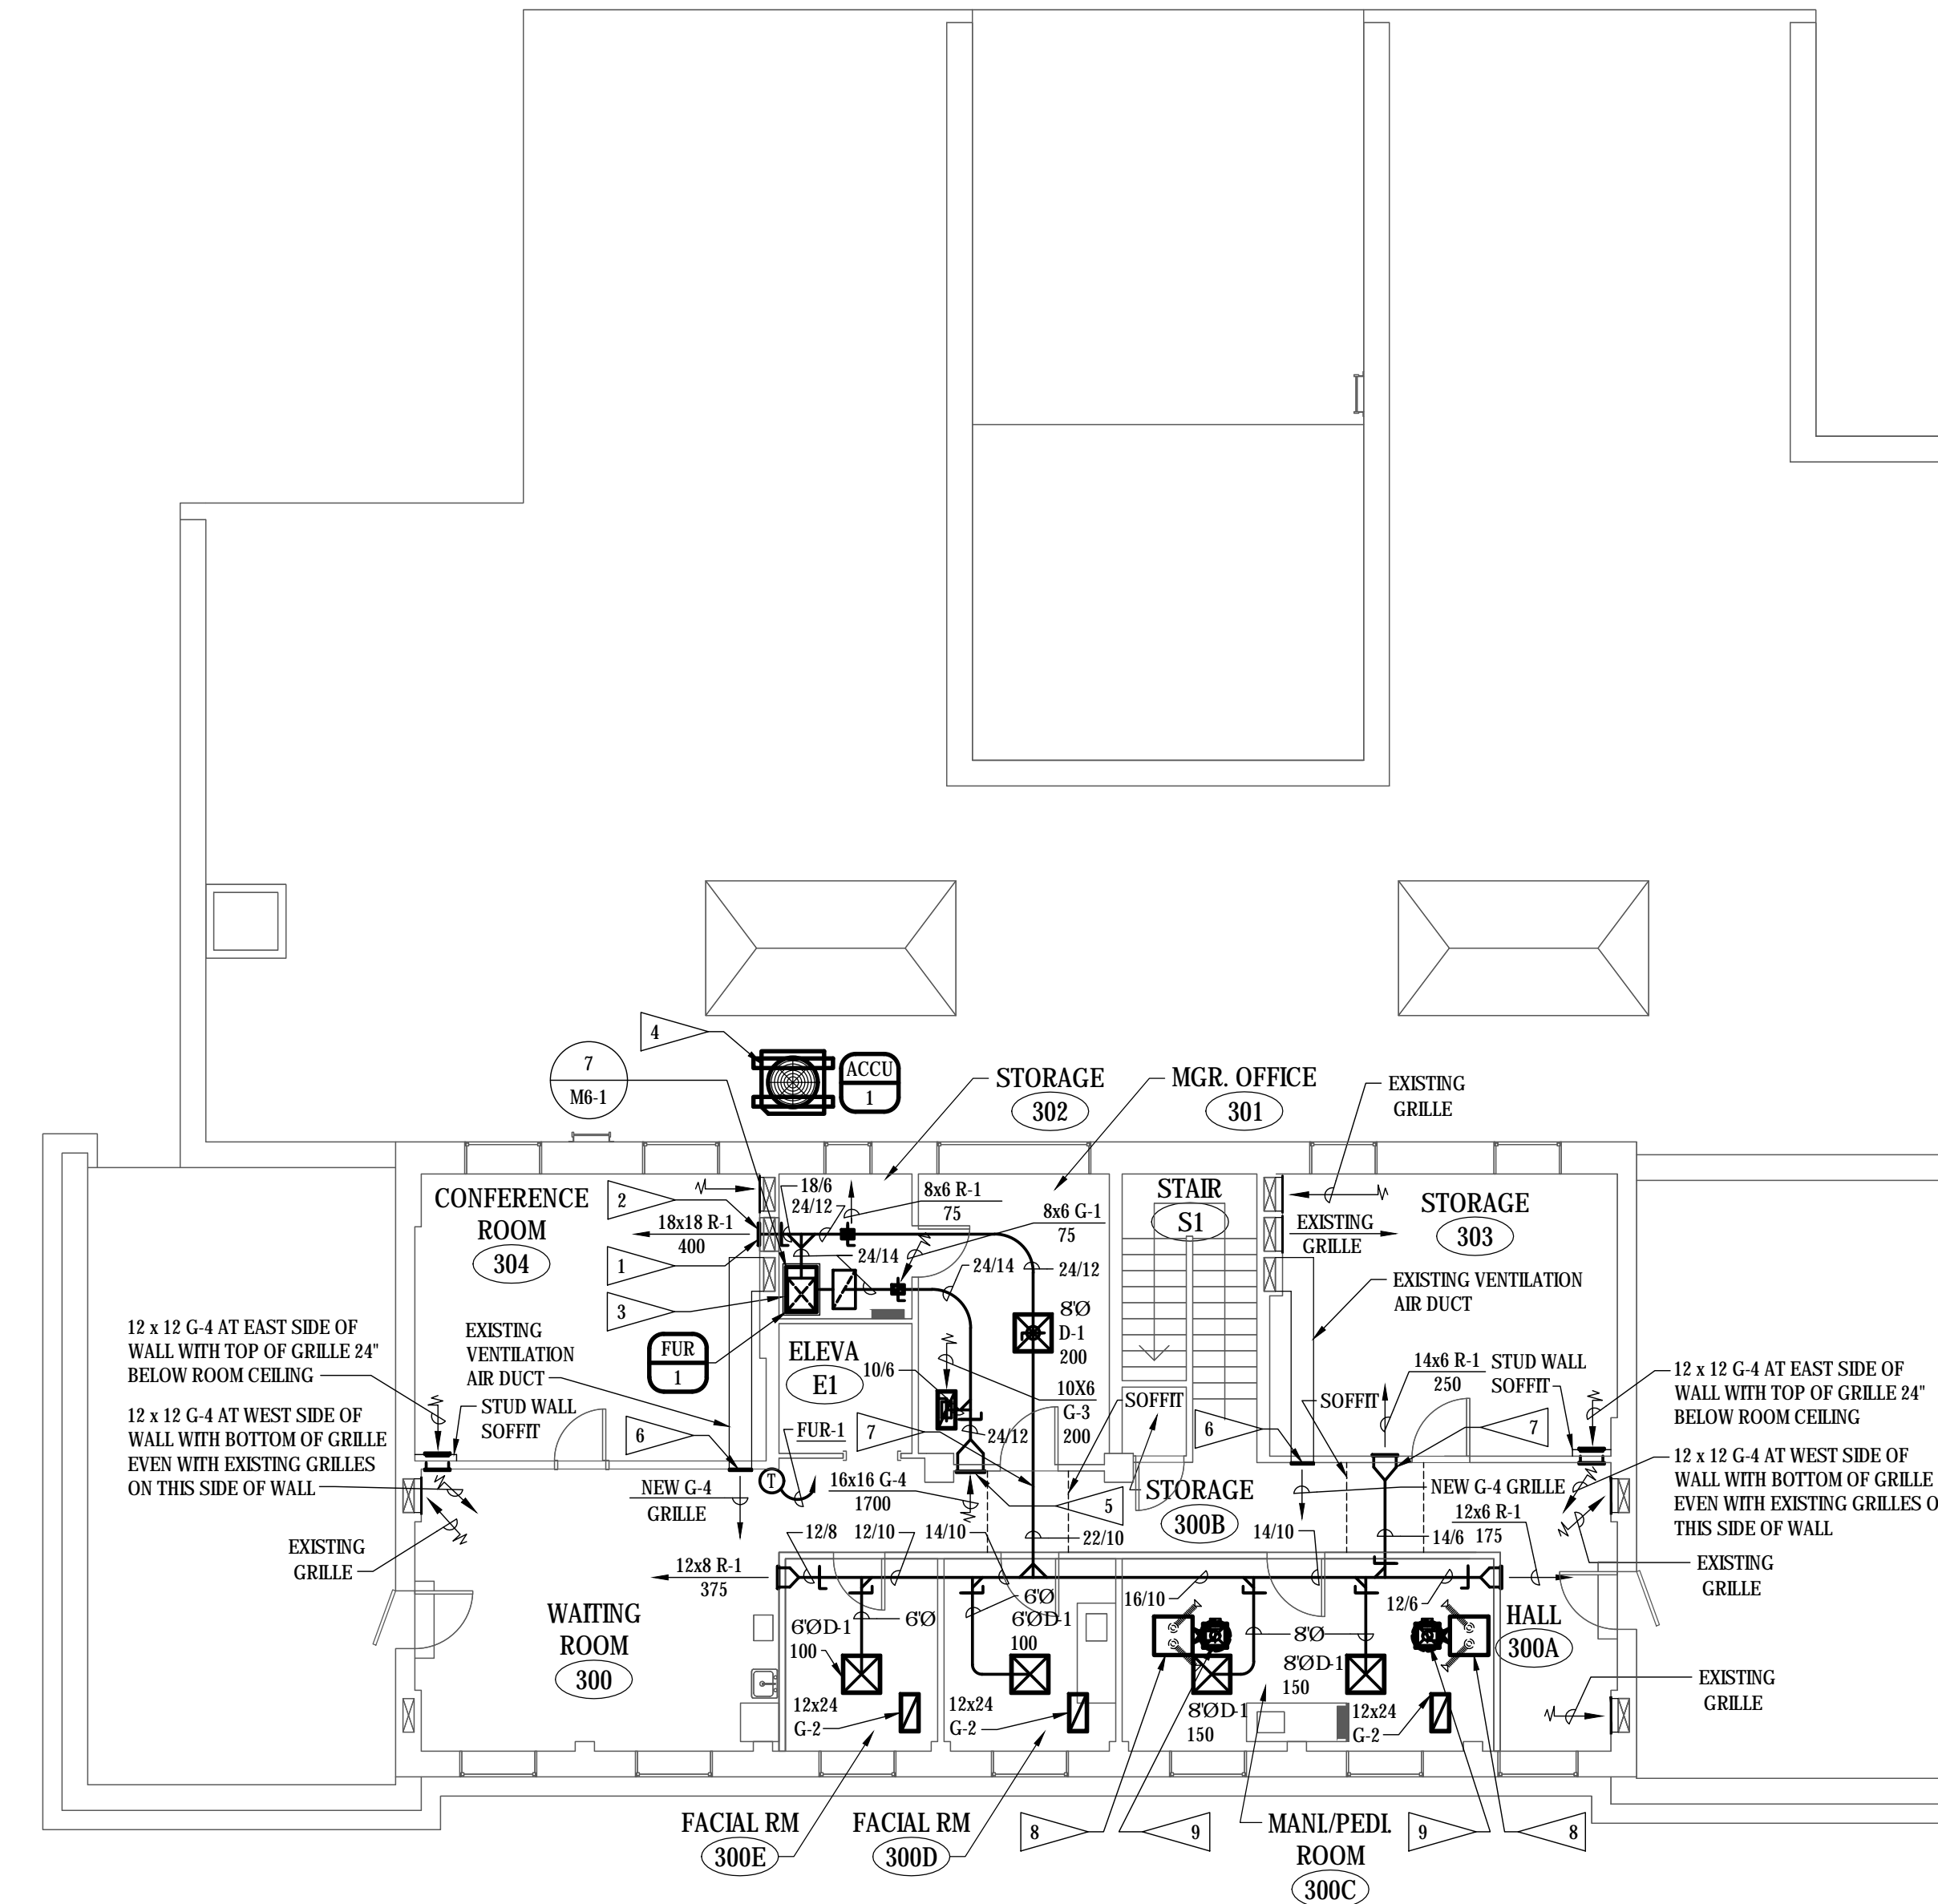 4
7
M6-1
ACCU
1
STORAGE
302
MGR. OFFICE
301
EXISTING
GRILLE
CONFERENCE
ROOM
304
2
18x18 R-1
400
1
3
18/6
24/12
8x6 R-1
75
8x6 G-1
75
24/14
24/14
24/12
STAIR
S1
EXISTING
GRILLE
STORAGE
303
EXISTING VENTILATION
AIR DUCT
12 x 12 G-4 AT EAST SIDE OF
WALL WITH TOP OF GRILLE 24"
BELOW ROOM CEILING
EXISTING
VENTILATION
AIR DUCT
FUR
1
ELEVA
E1
10/6
8"Ø
D-1
200
10X6
G-3
200
SOFFIT
SOFFIT
14x6 R-1
250
STUD WALL
SOFFIT
12 x 12 G-4 AT EAST SIDE OF
WALL WITH TOP OF GRILLE 24"
BELOW ROOM CEILING
12 x 12 G-4 AT WEST SIDE OF
WALL WITH BOTTOM OF GRILLE
EVEN WITH EXISTING GRILLES
ON THIS SIDE OF WALL
STUD WALL
SOFFIT
6
FUR-1
7
24/12
6
7
12 x 12 G-4 AT WEST SIDE OF
WALL WITH BOTTOM OF GRILLE
EVEN WITH EXISTING GRILLES O
THIS SIDE OF WALL
NEW G-4
GRILLE
T
16x16 G-4
1700
5
STORAGE
300B
NEW G-4 GRILLE
12x6 R-1
175
EXISTING
GRILLE
12/8
12/10
14/10
22/10
14/10
14/6
EXISTING
GRILLE
12x8 R-1
375
WAITING
ROOM
300
6"ØD-1
100
6"Ø
6"Ø
6"ØD-1
100
16/10
8"Ø
12/6
HALL
300A
8"ØD-1
150
8"ØD-1
150
12x24
G-2
12x24
G-2
12x24
G-2
EXISTING
GRILLE
FACIAL RM
300E
FACIAL RM
300D
8
9
MANI./PEDI.
ROOM
300C
9
8